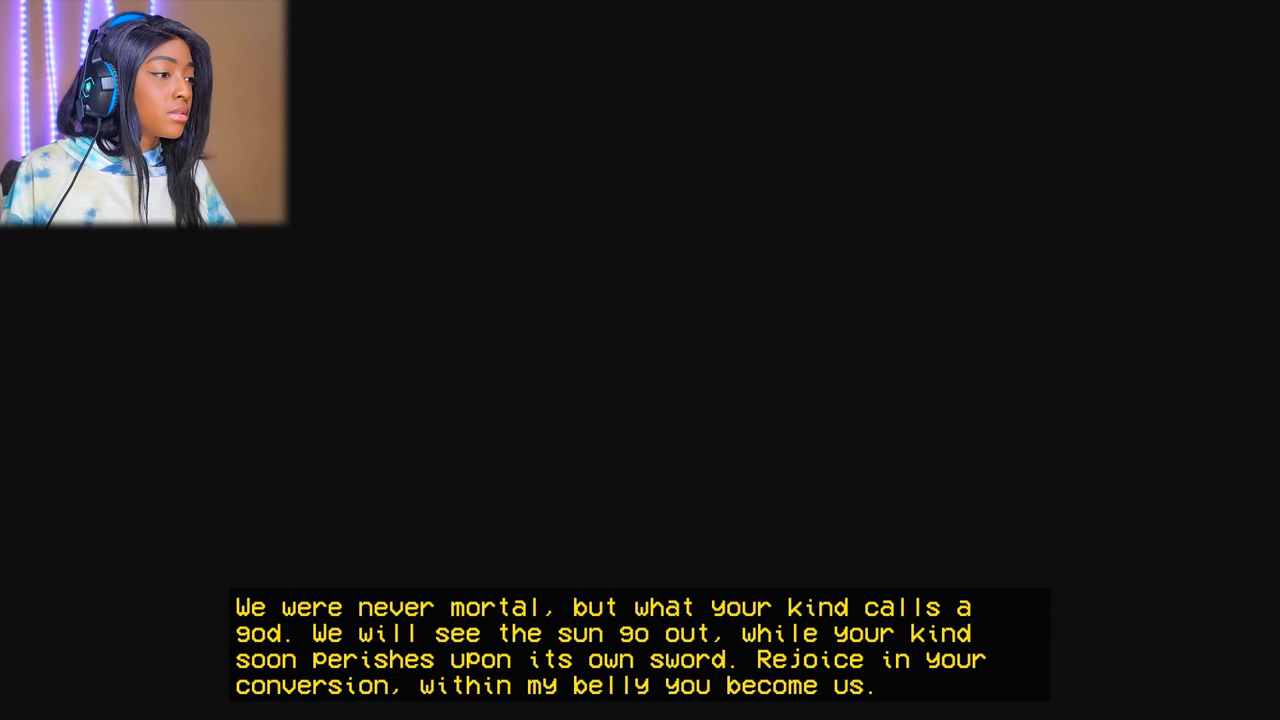 We were never mortal, but what your kind calls a
god. We will see the sun go out, while your kind
soon perishes upon its own sword. Rejoice in your
conversion, within my belly you become us.